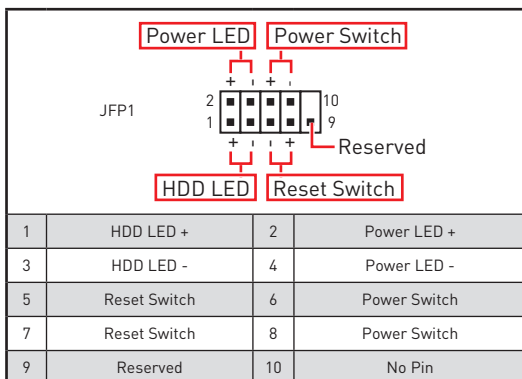 Power LED Power Switch
+ - + -
2 10
JFP1
1 9
+ - - +
Reserved
HDD LED Reset Switch
1 HDD LED + 2 Power LED +
3 HDD LED - 4 Power LED -
5 Reset Switch 6 Power Switch
7 Reset Switch 8 Power Switch
9 Reserved 10 No Pin